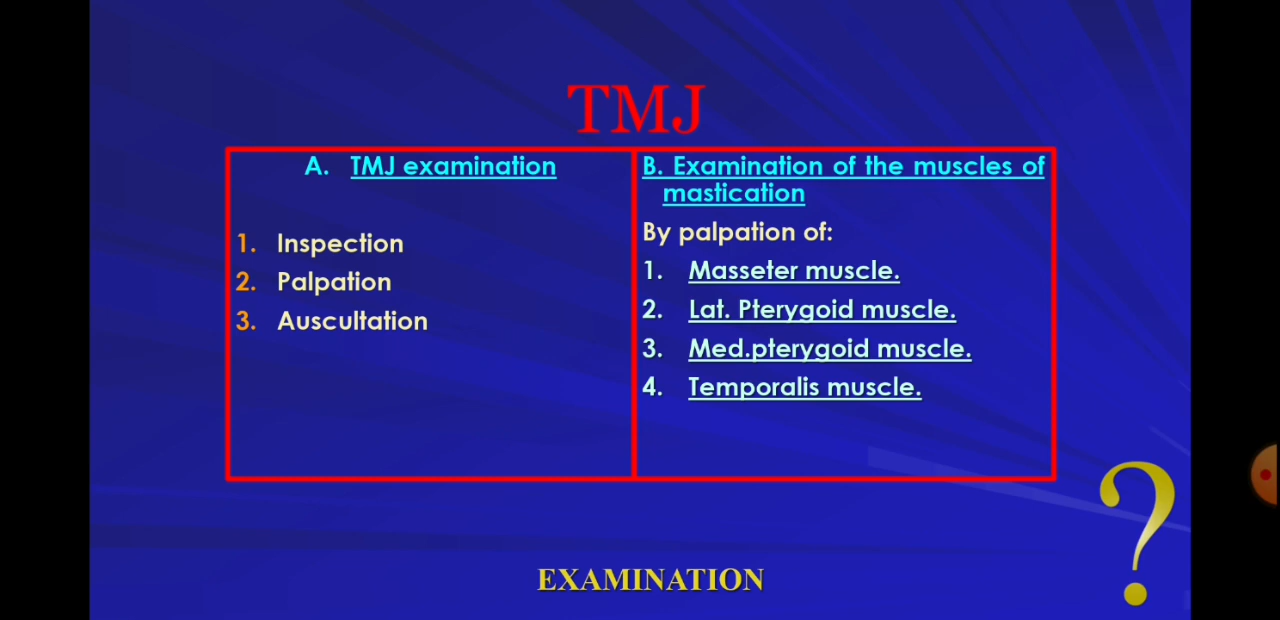 TMJ
A. TMJ examination
1. Inspection
2. Palpation
3. Auscultation
B. Examination of the muscles of
mastication
By palpation of:
1. Masseter muscle.
2. Lat. Pterygoid muscle.
3. Med.pterygoid muscle.
4. Temporalis muscle.
?
EXAMINATION